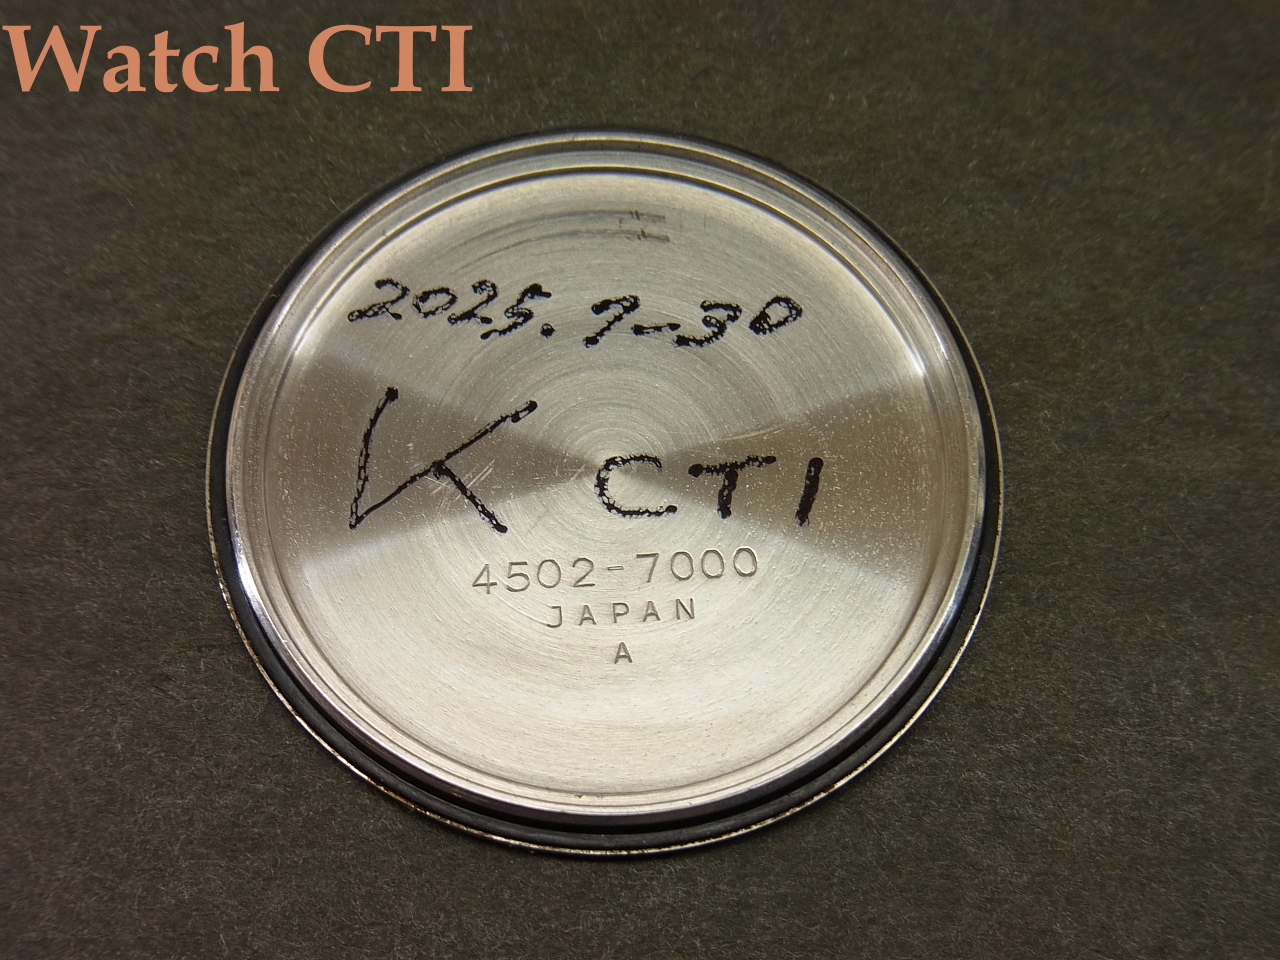 Watch CTI
2025.7-30
K CTI
4502-7000
JAPAN
A